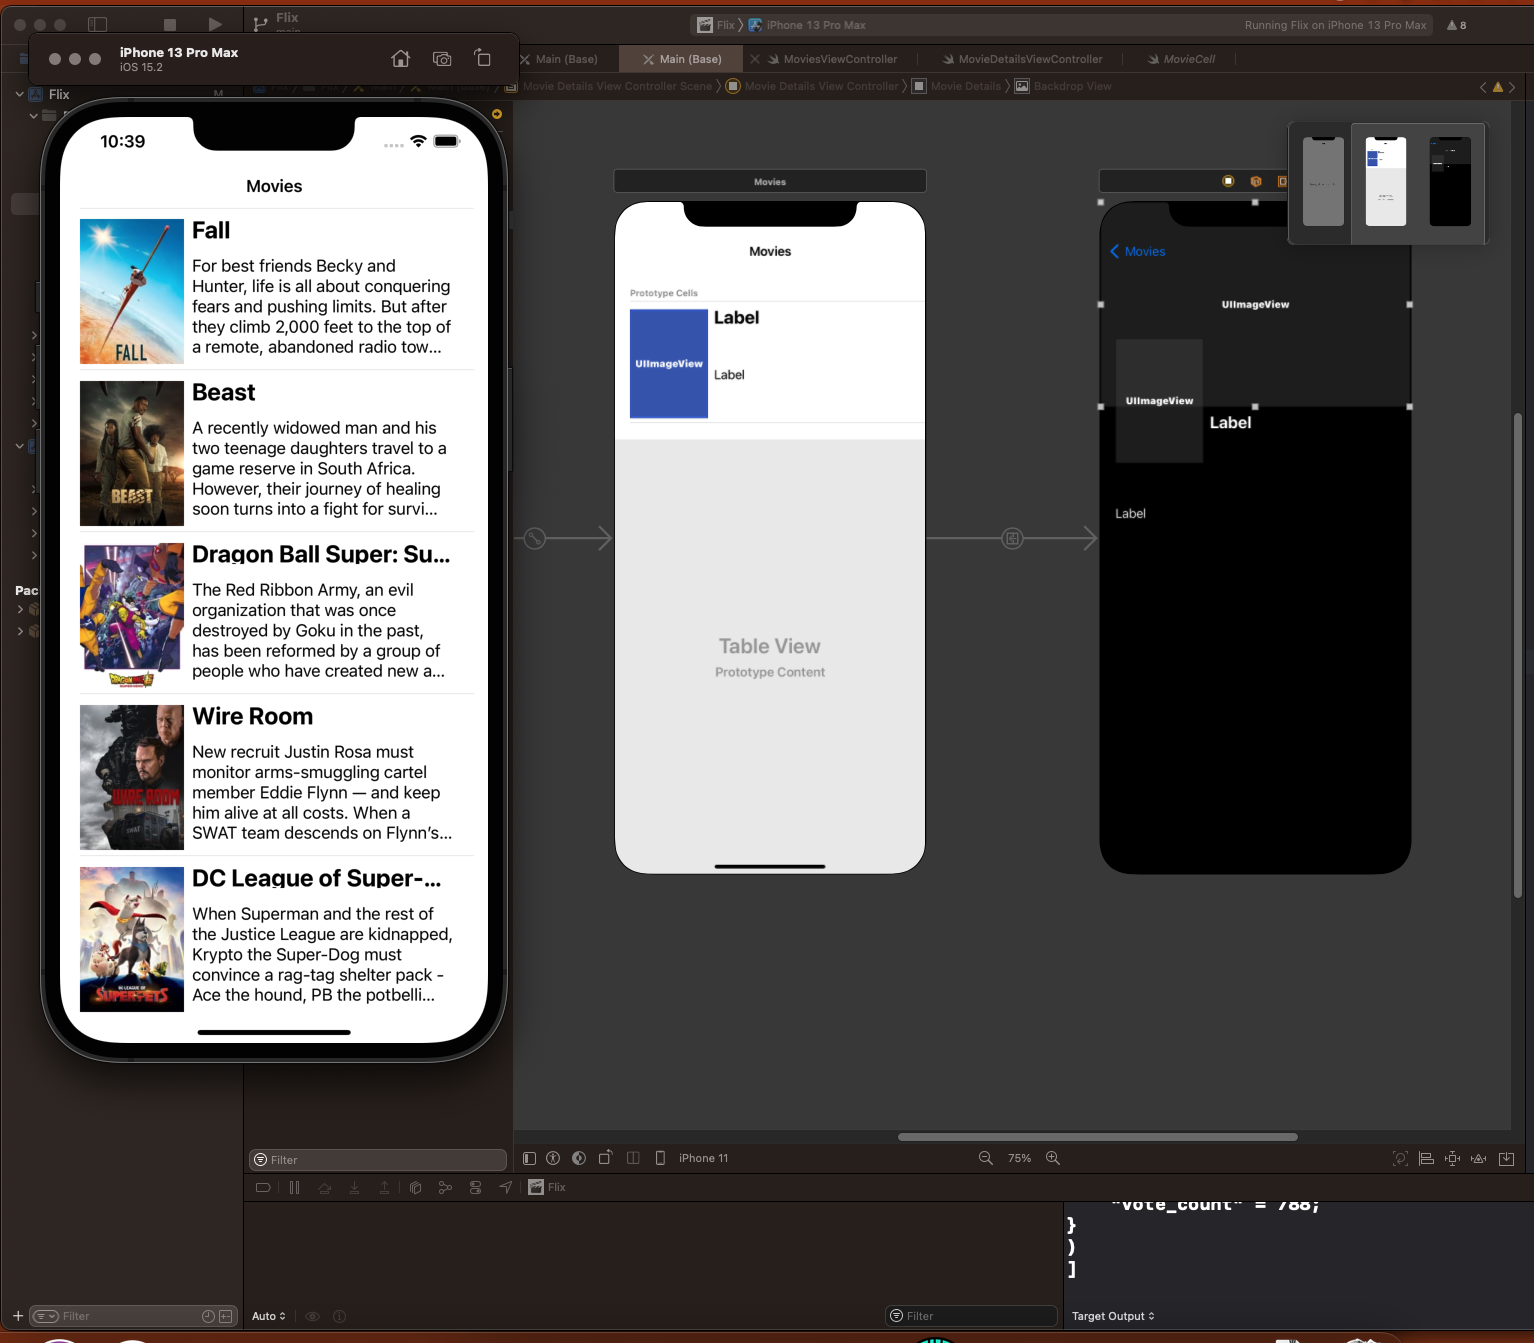 Flix
main
Flix
iPhone 13 Pro Max
Running Flix on iPhone 13 Pro Max
8
iPhone 13 Pro Max
iOS 15.2
Main (Base)
Main (Base)
MoviesViewController
MovieDetailsViewController
MovieCell
Movie Details View Controller Scene
Movie Details View Controller
Movie Details
Backdrop View
Flix
M
10:39
Movies
Fall
For best friends Becky and
Hunter, life is all about conquering
fears and pushing limits. But after
they climb 2,000 feet to the top of
a remote, abandoned radio tow...
FALL
Beast
A recently widowed man and his
two teenage daughters travel to a
game reserve in South Africa.
However, their journey of healing
soon turns into a fight for survi...
BEAST
Dragon Ball Super: Su...
The Red Ribbon Army, an evil
organization that was once
destroyed by Goku in the past,
has been reformed by a group of
people who have created new a...
Wire Room
New recruit Justin Rosa must
monitor arms-smuggling cartel
member Eddie Flynn — and keep
him alive at all costs. When a
SWAT team descends on Flynn's...
WIRE ROOM
SWAT
DC League of Super-...
When Superman and the rest of
the Justice League are kidnapped,
Krypto the Super-Dog must
convince a rag-tag shelter pack -
Ace the hound, PB the potbelli...
DC LEAGUE OF
SUPER-PETS
Pac
Movies
Movies
Prototype Cells
UIImageView
Label
Label
Table View
Prototype Content
Movies
UIImageView
UIImageView
Label
Label
Filter
iPhone 11
75%
Flix
"vote_count" = 788;
}
)
]
Filter
Auto
Filter
Target Output